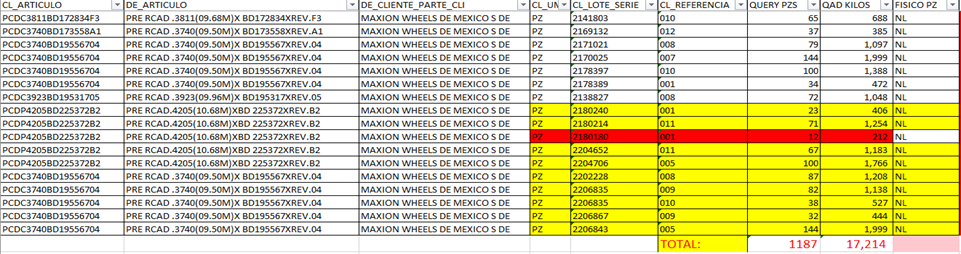 CL_ARTICULO DE_ARTICULO DE_CLIENTE_PARTE_CLI CL_UN CL_LOTE_SERIE CL_REFERENCIA QUERY PZS QAD KILOS FISICO PZ
PCDC3811BD172834F3 PRE RCAD .3811(09.68M)X BD172834XREV.F3 MAXION WHEELS DE MEXICO S DE PZ 2141803 010 65 688 NL
PCDC3740BD173558A1 PRE RCAD .3740(09.50M)X BD173558XREV.A1 MAXION WHEELS DE MEXICO S DE PZ 2169132 012 37 385 NL
PCDC3740BD19556704 PRE RCAD .3740(09.50M)X BD195567XREV.04 MAXION WHEELS DE MEXICO S DE PZ 2171021 008 79 1,097 NL
PCDC3740BD19556704 PRE RCAD .3740(09.50M)X BD195567XREV.04 MAXION WHEELS DE MEXICO S DE PZ 2170025 007 144 1,999 NL
PCDC3740BD19556704 PRE RCAD .3740(09.50M)X BD195567XREV.04 MAXION WHEELS DE MEXICO S DE PZ 2178397 010 100 1,388 NL
PCDC3740BD19556704 PRE RCAD .3740(09.50M)X BD195567XREV.04 MAXION WHEELS DE MEXICO S DE PZ 2178389 001 34 472 NL
PCDC3923BD19531705 PRE RCAD .3923(09.96M)X BD195317XREV.05 MAXION WHEELS DE MEXICO S DE PZ 2138827 008 72 1,048 NL
PCDP4205BD225372B2 PRE RCAD.4205(10.68M)XBD 225372XREV.B2 MAXION WHEELS DE MEXICO S DE PZ 2180240 001 23 406 NL
PCDP4205BD225372B2 PRE RCAD.4205(10.68M)XBD 225372XREV.B2 MAXION WHEELS DE MEXICO S DE PZ 2180214 011 71 1,254 NL
PCDP4205BD225372B2 PRE RCAD.4205(10.68M)XBD 225372XREV.B2 MAXION WHEELS DE MEXICO S DE PZ 2180180 001 12 212 NL
PCDP4205BD225372B2 PRE RCAD.4205(10.68M)XBD 225372XREV.B2 MAXION WHEELS DE MEXICO S DE PZ 2204652 011 67 1,183 NL
PCDP4205BD225372B2 PRE RCAD.4205(10.68M)XBD 225372XREV.B2 MAXION WHEELS DE MEXICO S DE PZ 2204706 005 100 1,766 NL
PCDC3740BD19556704 PRE RCAD .3740(09.50M)X BD195567XREV.04 MAXION WHEELS DE MEXICO S DE PZ 2202228 008 87 1,208 NL
PCDC3740BD19556704 PRE RCAD .3740(09.50M)X BD195567XREV.04 MAXION WHEELS DE MEXICO S DE PZ 2206835 009 82 1,138 NL
PCDC3740BD19556704 PRE RCAD .3740(09.50M)X BD195567XREV.04 MAXION WHEELS DE MEXICO S DE PZ 2206835 010 38 527 NL
PCDC3740BD19556704 PRE RCAD .3740(09.50M)X BD195567XREV.04 MAXION WHEELS DE MEXICO S DE PZ 2206867 009 32 444 NL
PCDC3740BD19556704 PRE RCAD .3740(09.50M)X BD195567XREV.04 MAXION WHEELS DE MEXICO S DE PZ 2206843 005 144 1,999 NL
TOTAL: 1187 17,214